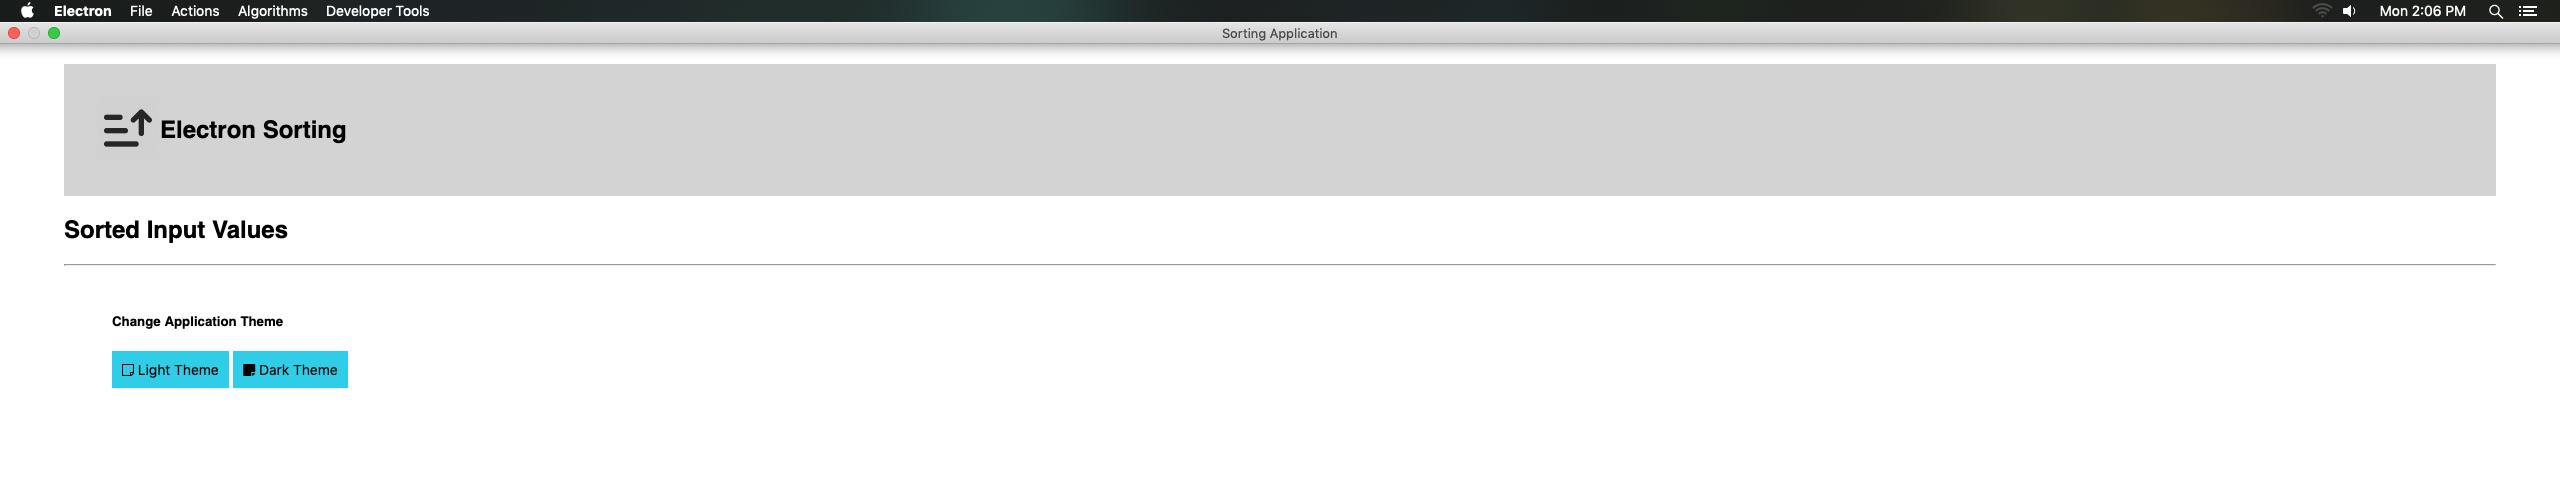 Electron File Actions Algorithms Developer Tools Mon 2:06 PM
Sorting Application
Electron Sorting
Sorted Input Values
Change Application Theme
Light Theme Dark Theme